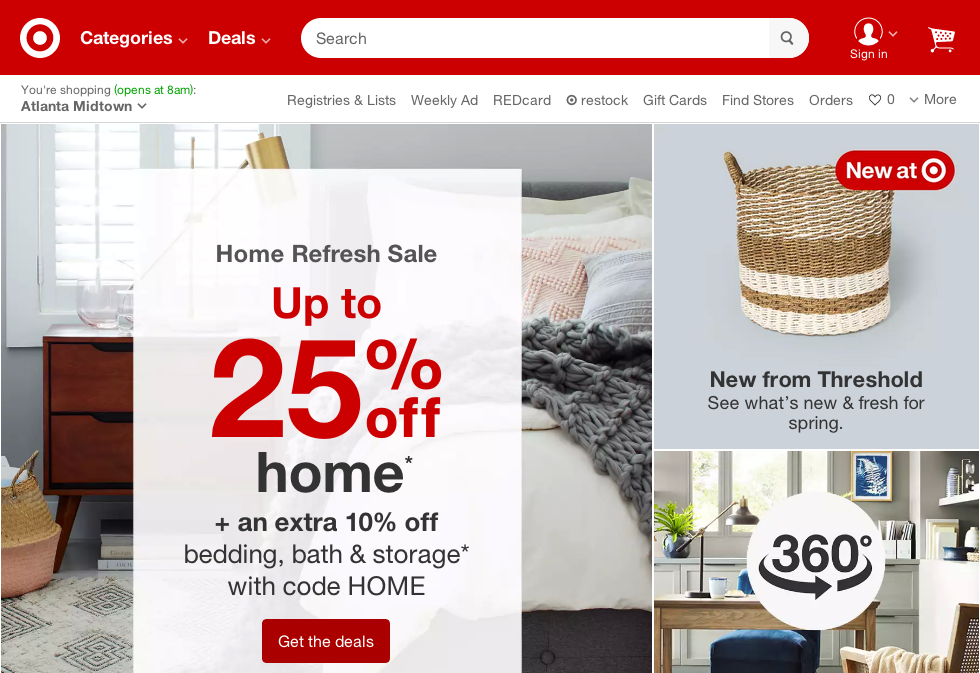 Categories
Deals
Search
Sign in
You're shopping (opens at 8am):
Atlanta Midtown
Registries & Lists
Weekly Ad
REDcard
restock
Gift Cards
Find Stores
Orders
0
More
Home Refresh Sale
Up to
25%
off
home*
+ an extra 10% off
bedding, bath & storage*
with code HOME
Get the deals
New at
New from Threshold
See what's new & fresh for
spring.
360°